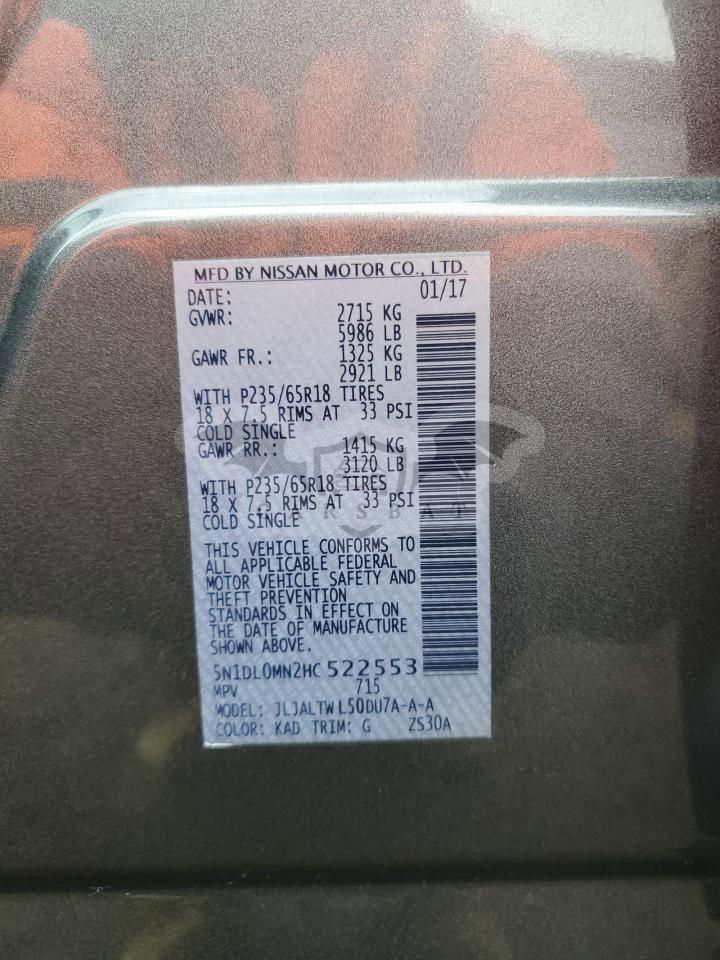 MFD BY NISSAN MOTOR CO., LTD.
DATE: 01/17
GVWR: 2715 KG
5986 LB
GAWR FR.: 1325 KG
2921 LB
WITH P235/65R18 TIRES
18 X 7.5 RIMS AT 33 PSI
COLD SINGLE
GAWR RR.: 1415 KG
3120 LB
WITH P235/65R18 TIRES
18 X 7.5 RIMS AT 33 PSI
COLD SINGLE
THIS VEHICLE CONFORMS TO
ALL APPLICABLE FEDERAL
MOTOR VEHICLE SAFETY AND
THEFT PREVENTION
STANDARDS IN EFFECT ON
THE DATE OF MANUFACTURE
SHOWN ABOVE.
5N1DL0MN2HC 522553
MPV 715
MODEL: JLJALTW L50DU7A-A-A
COLOR: KAD TRIM: G ZS30A